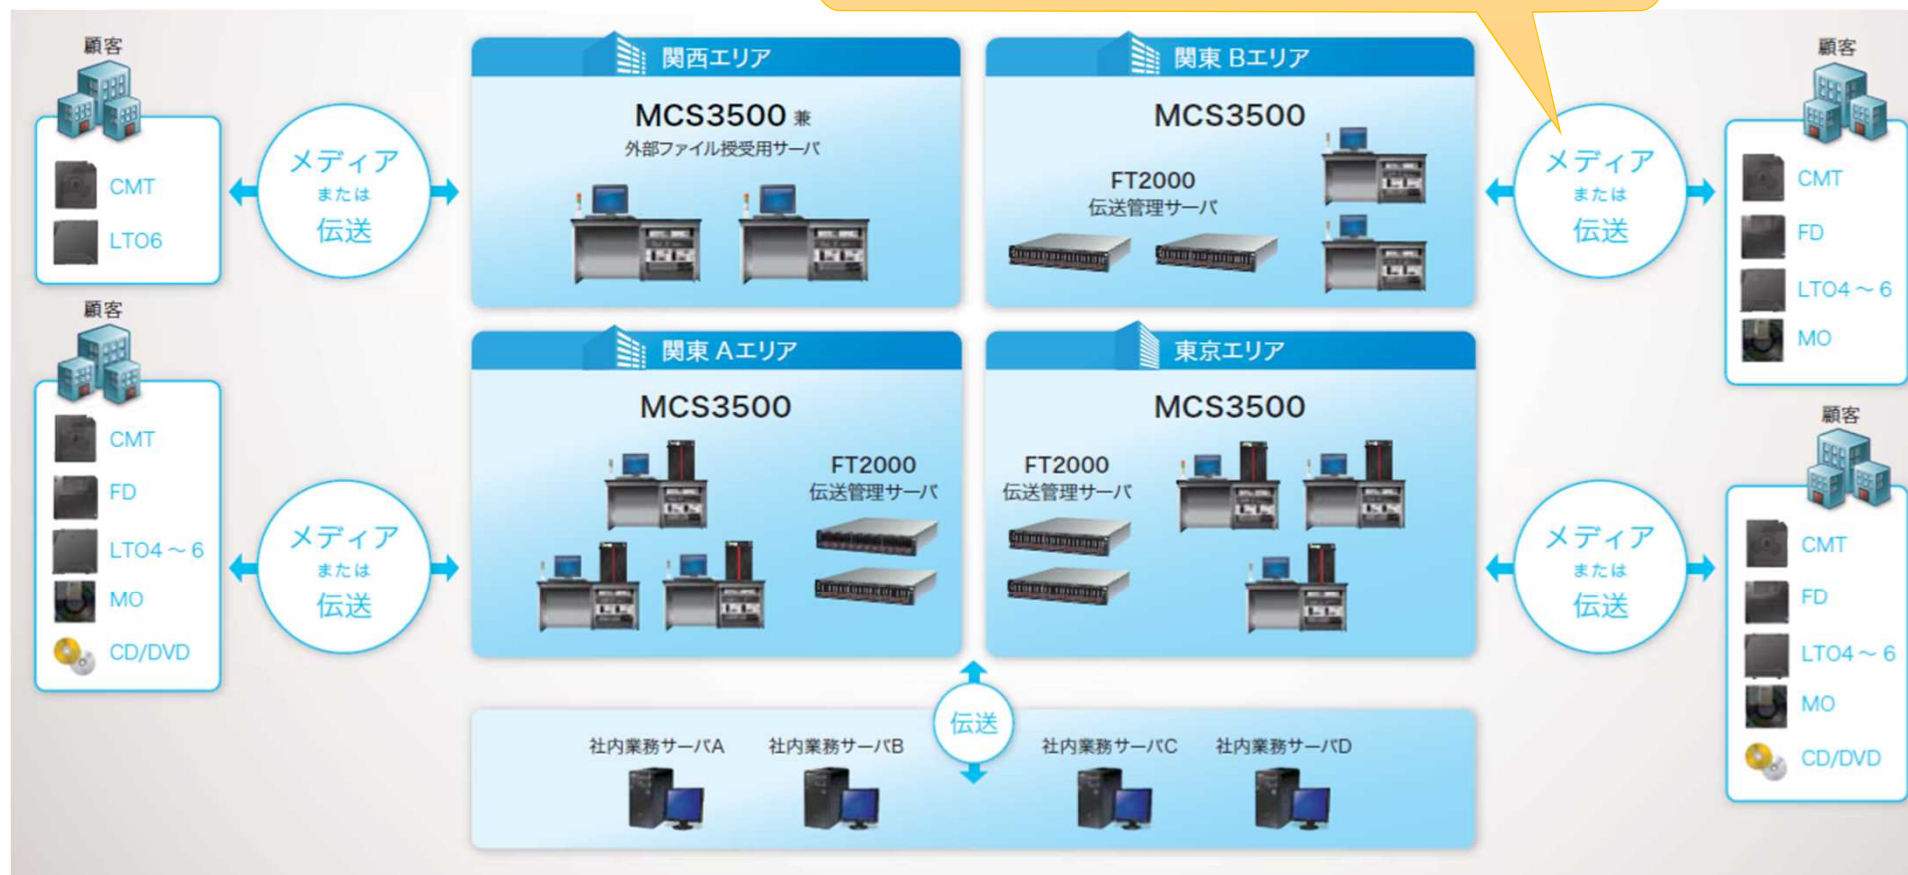 顧客
CMT
LTO6
メディア
または
伝送
関西エリア
MCS3500 兼
外部ファイル授受用サーバ
関東 Bエリア
MCS3500
FT2000
伝送管理サーバ
メディア
または
伝送
顧客
CMT
FD
LTO4～6
MO
顧客
CMT
FD
LTO4～6
MO
CD/DVD
メディア
または
伝送
関東 Aエリア
MCS3500
FT2000
伝送管理サーバ
東京エリア
MCS3500
FT2000
伝送管理サーバ
メディア
または
伝送
顧客
CMT
FD
LTO4～6
MO
CD/DVD
伝送
社内業務サーバA
社内業務サーバB
社内業務サーバC
社内業務サーバD